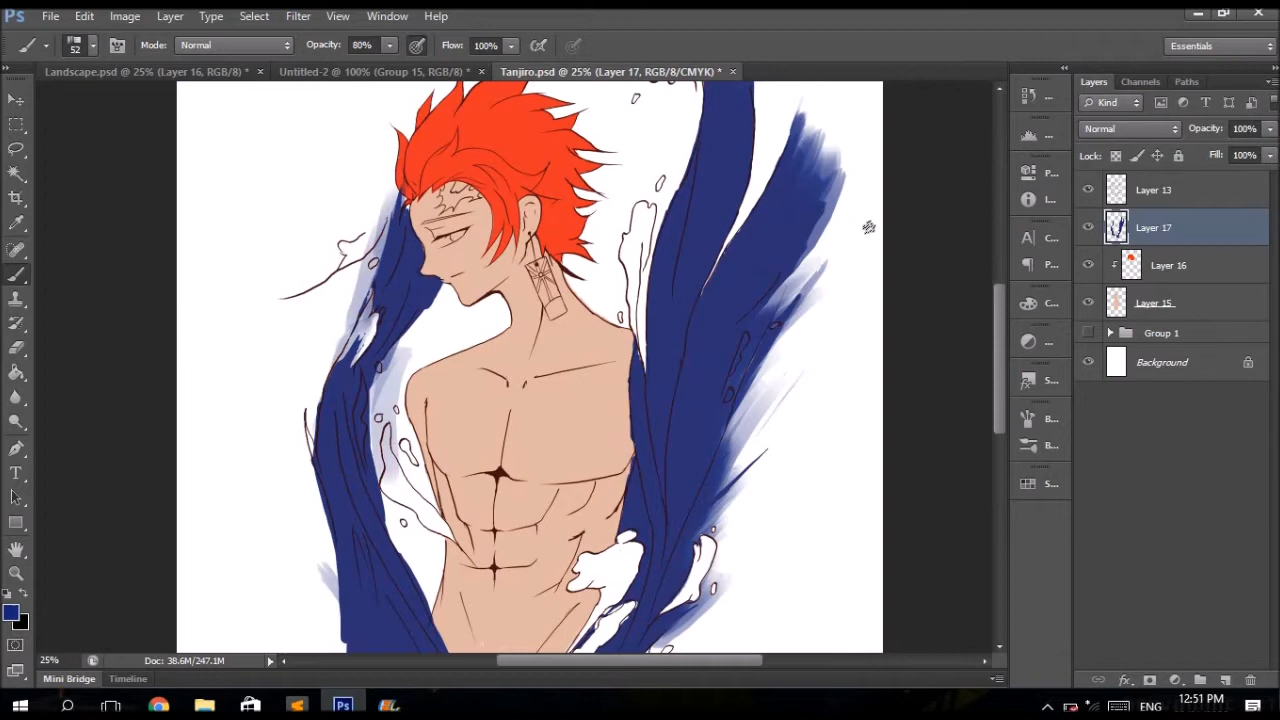 Ps File Edit Image Layer Type Select Filter View Window Help
52 Mode: Normal Opacity: 80% Flow: 100% Essentials
Landscape.psd @ 25% (Layer 16, RGB/8) * × Untitled-2 @ 100% (Group 15, RGB/8) * × Tanjiro.psd @ 25% (Layer 17, RGB/8/CMYK) * ×
Layers Channels Paths
Kind
Normal Opacity: 100%
Lock: Fill: 100%
Layer 13
Layer 17
Layer 16
Layer 15
Group 1
Background
...
...
P...
I...
C...
P...
C...
...
S...
B...
B...
S...
25% Doc: 38.6M/247.1M
Mini Bridge Timeline
Ps ENG 12:51 PM